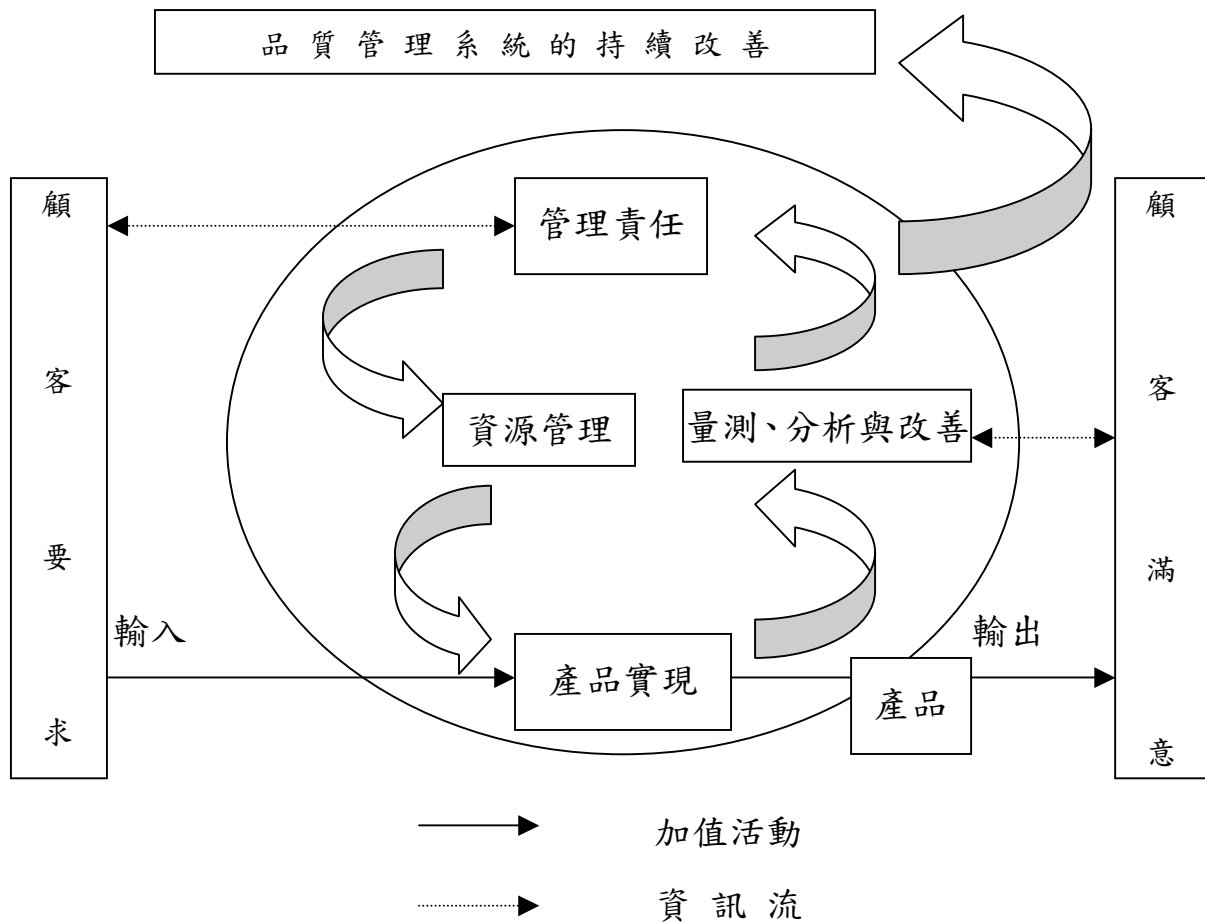 品質管理系統的持續改善
顧客要求
管理責任
資源管理
量測、分析與改善
顧客滿意
輸入
產品實現
產品
輸出
加值活動
資訊流